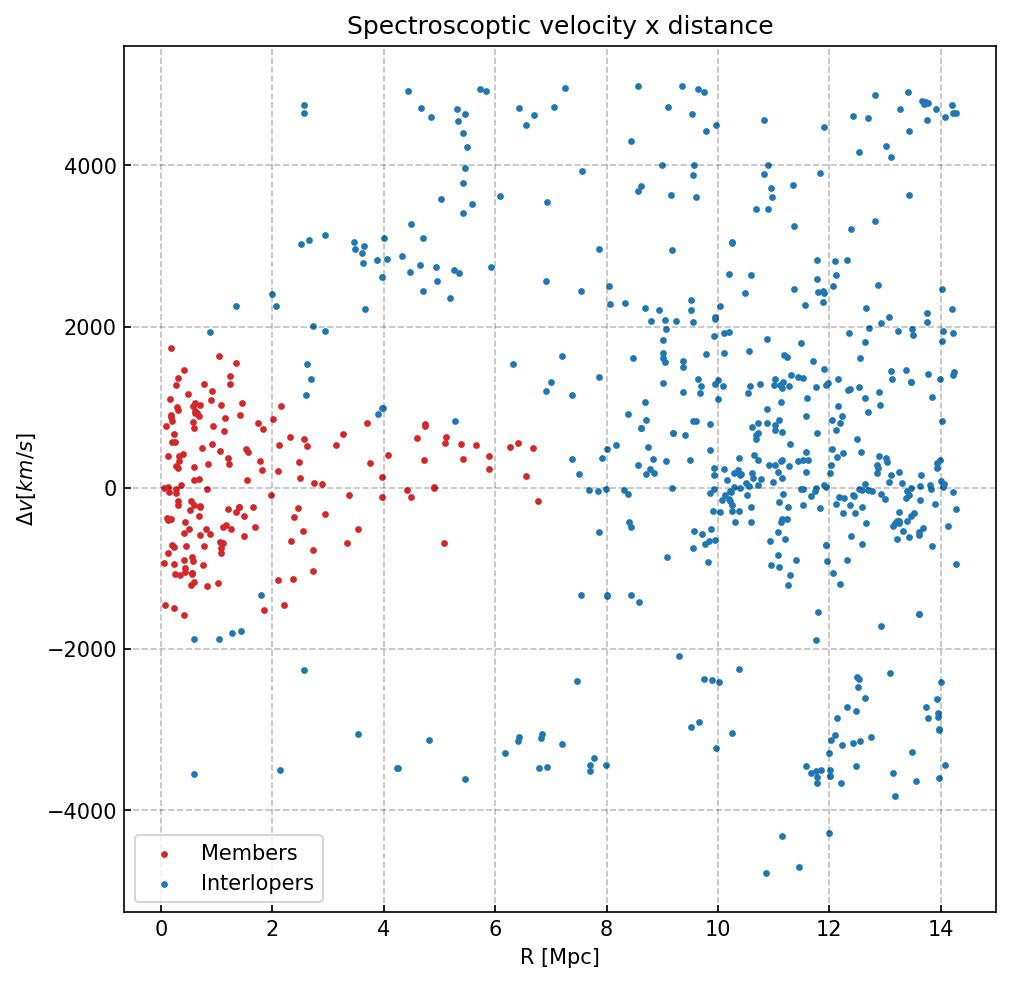 Spectroscoptic velocity x distance
Δv[km/s]
4000
2000
0
−2000
−4000
Members
Interlopers
0 2 4 6 8 10 12 14
R [Mpc]